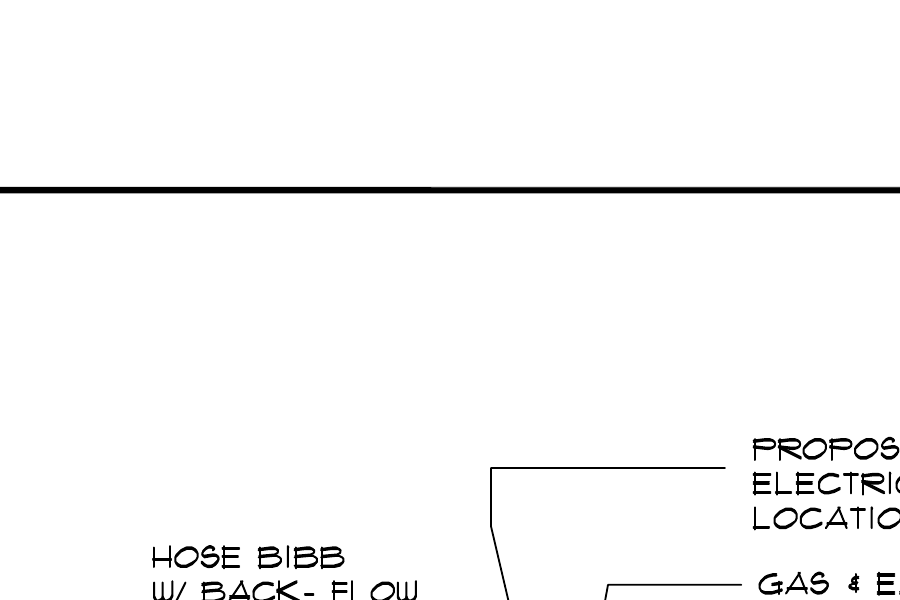 PROPOS
ELECTRIC
LOCATIO
HOSE BIBB
W/ BACK- FLOW
GAS & E